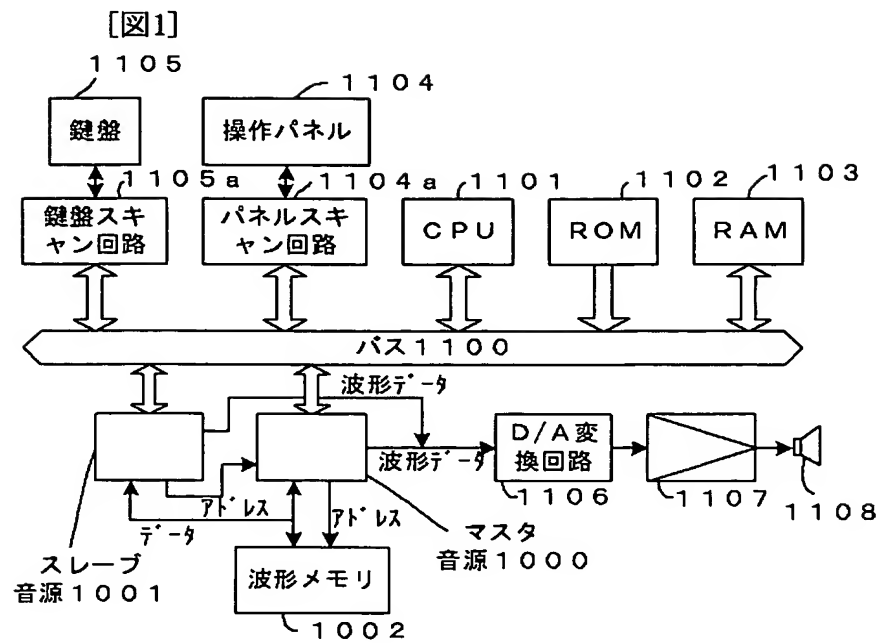 [図1]
1105
1104
鍵盤
操作パネル
1105a
1104a
1101
1102
1103
鍵盤スキ
ャン回路
パネルスキ
ャン回路
CPU
ROM
RAM
バス1100
波形データ
波形データ
D/A変
換回路
1106
1107
1108
アドレス
データ
アドレス
スレーブ
音源1001
マスタ
音源1000
波形メモリ
1002